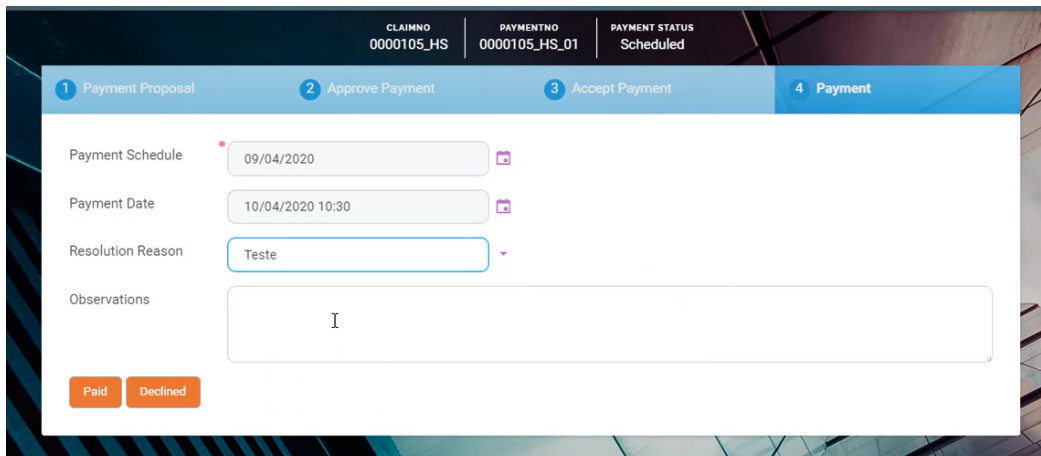 CLAIMNO PAYMENTNO PAYMENT STATUS
0000105_HS 0000105_HS_01 Scheduled
1 Payment Proposal 2 Approve Payment 3 Accept Payment 4 Payment
Payment Schedule 09/04/2020
Payment Date 10/04/2020 10:30
Resolution Reason Teste
Observations
Paid Declined